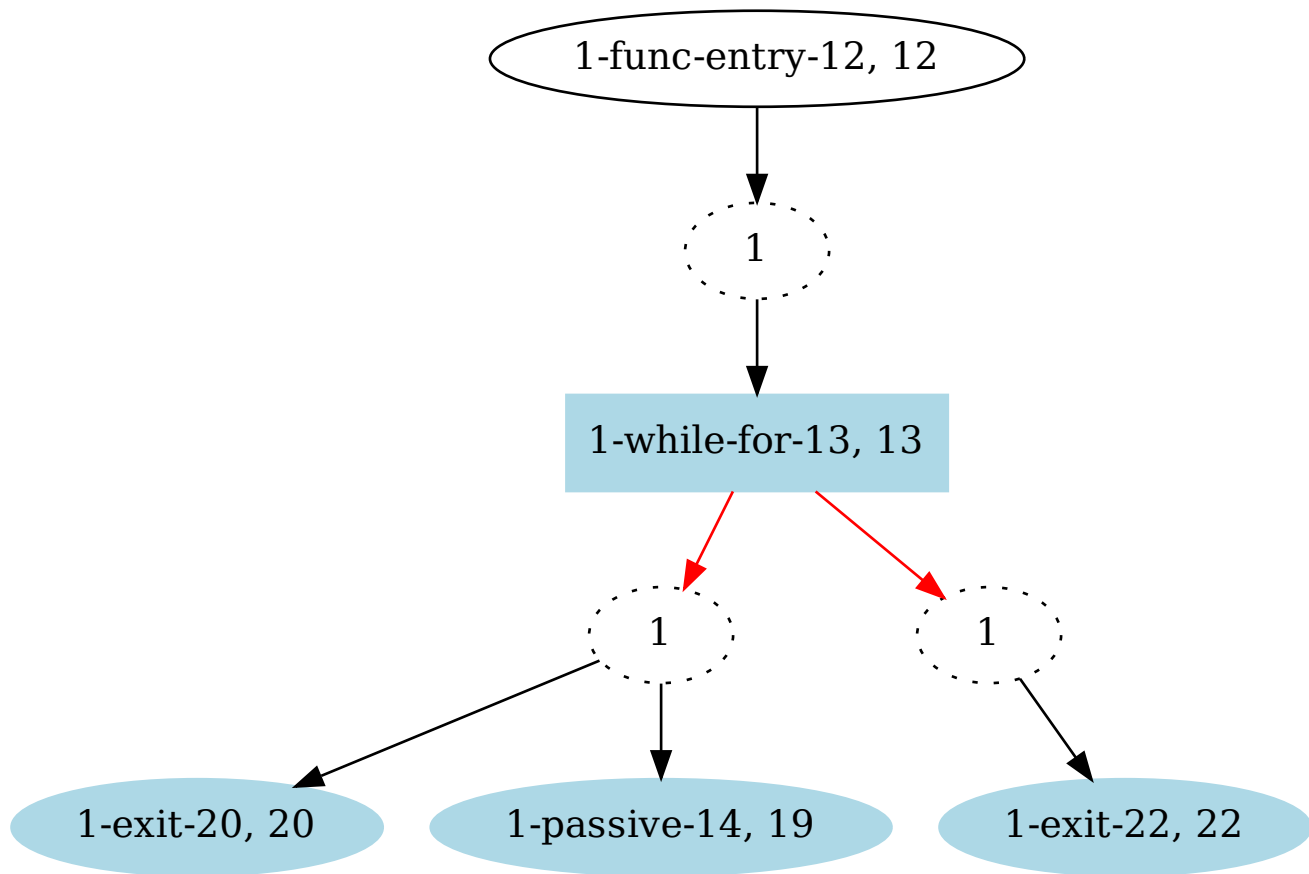 1-func-entry-12, 12
1
1-while-for-13, 13
1
1
1-exit-20, 20
1-passive-14, 19
1-exit-22, 22